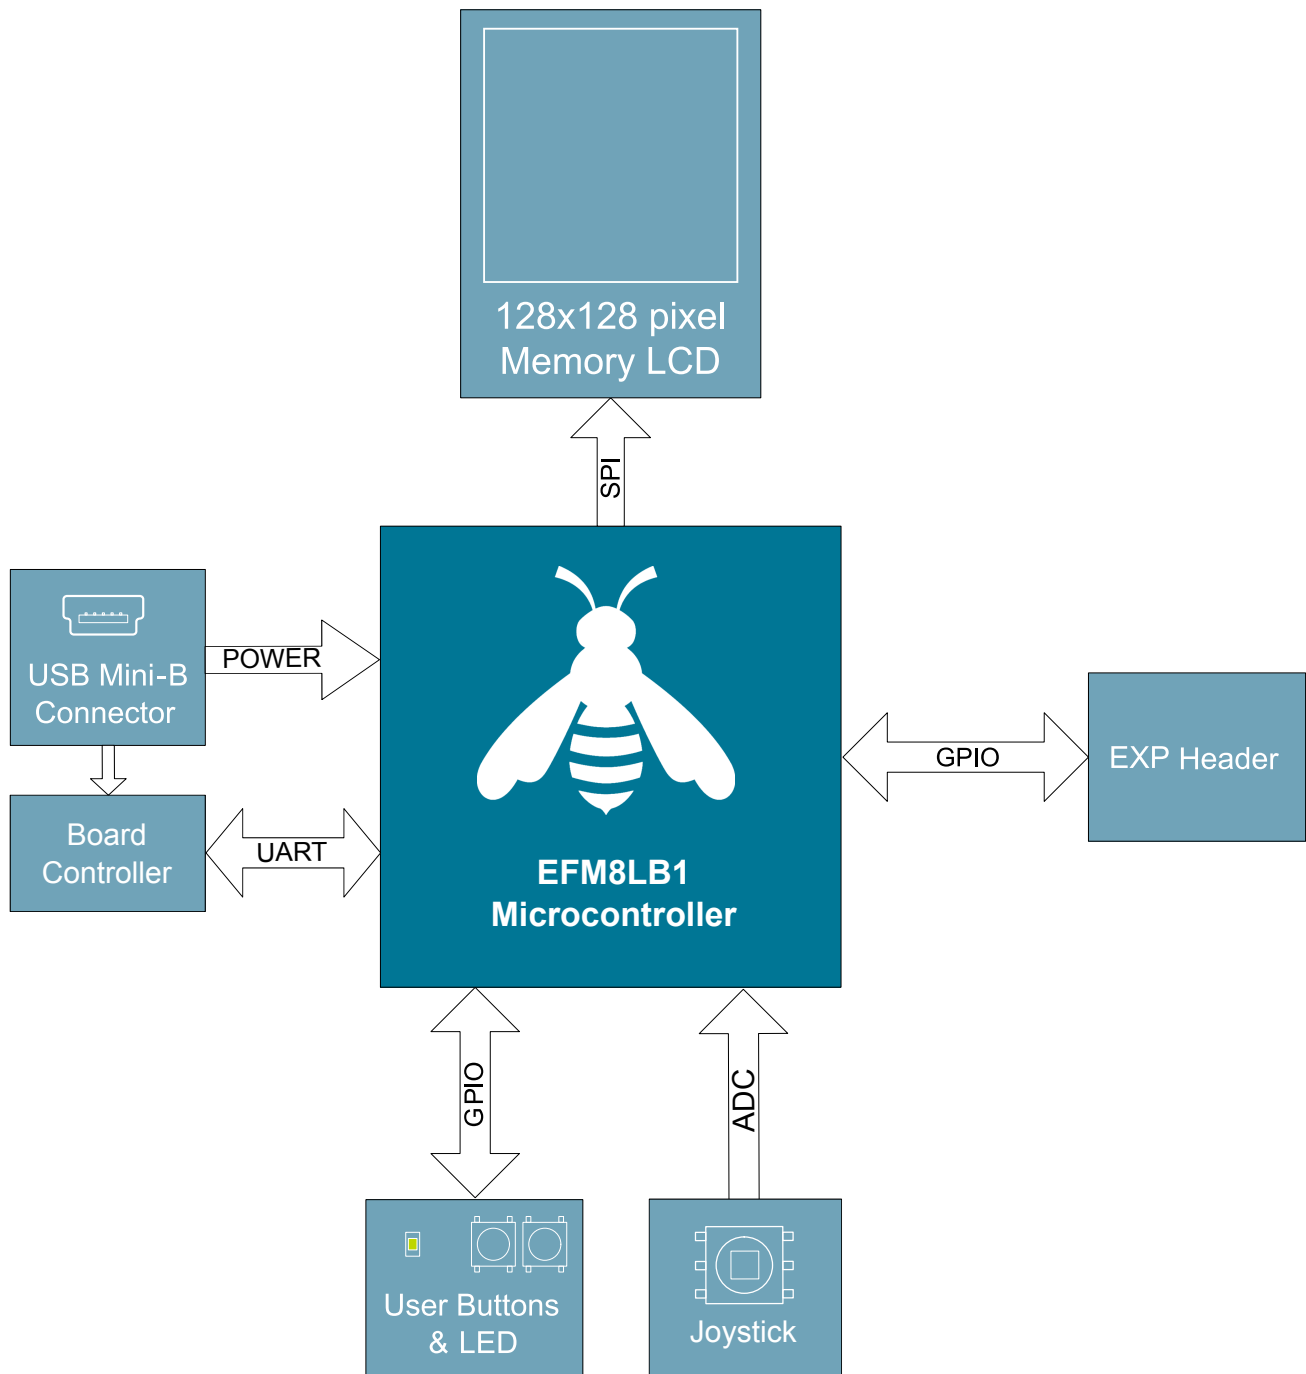 128x128 pixel
Memory LCD
SPI
USB Mini-B
Connector
POWER
EXP Header
GPIO
Board
Controller
UART
EFM8LB1
Microcontroller
GPIO
ADC
User Buttons
& LED
Joystick